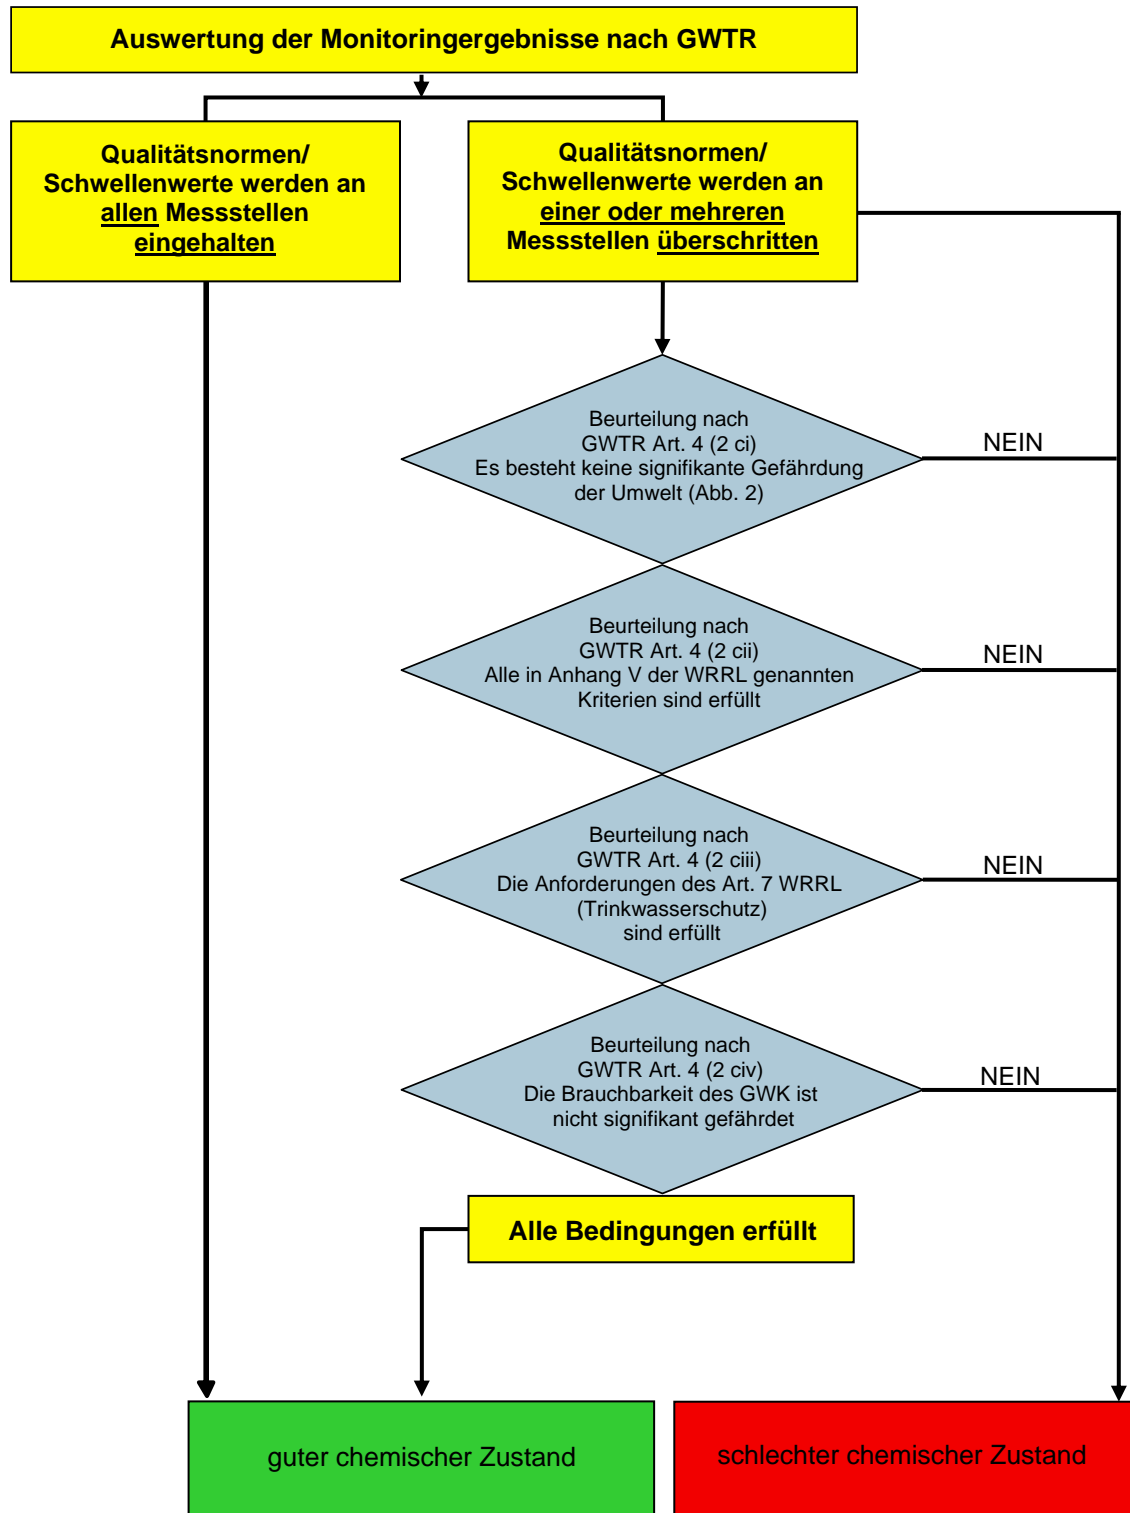 Auswertung der Monitoringergebnisse nach GWTR
Qualitätsnormen/
Schwellenwerte werden an
allen Messstellen
eingehalten
Qualitätsnormen/
Schwellenwerte werden an
einer oder mehreren
Messstellen überschritten
Beurteilung nach
GWTR Art. 4 (2 ci)
Es besteht keine signifikante Gefährdung
der Umwelt (Abb. 2)
NEIN
Beurteilung nach
GWTR Art. 4 (2 cii)
Alle in Anhang V der WRRL genannten
Kriterien sind erfüllt
NEIN
Beurteilung nach
GWTR Art. 4 (2 ciii)
Die Anforderungen des Art. 7 WRRL
(Trinkwasserschutz)
sind erfüllt
NEIN
Beurteilung nach
GWTR Art. 4 (2 civ)
Die Brauchbarkeit des GWK ist
nicht signifikant gefährdet
NEIN
Alle Bedingungen erfüllt
guter chemischer Zustand
schlechter chemischer Zustand